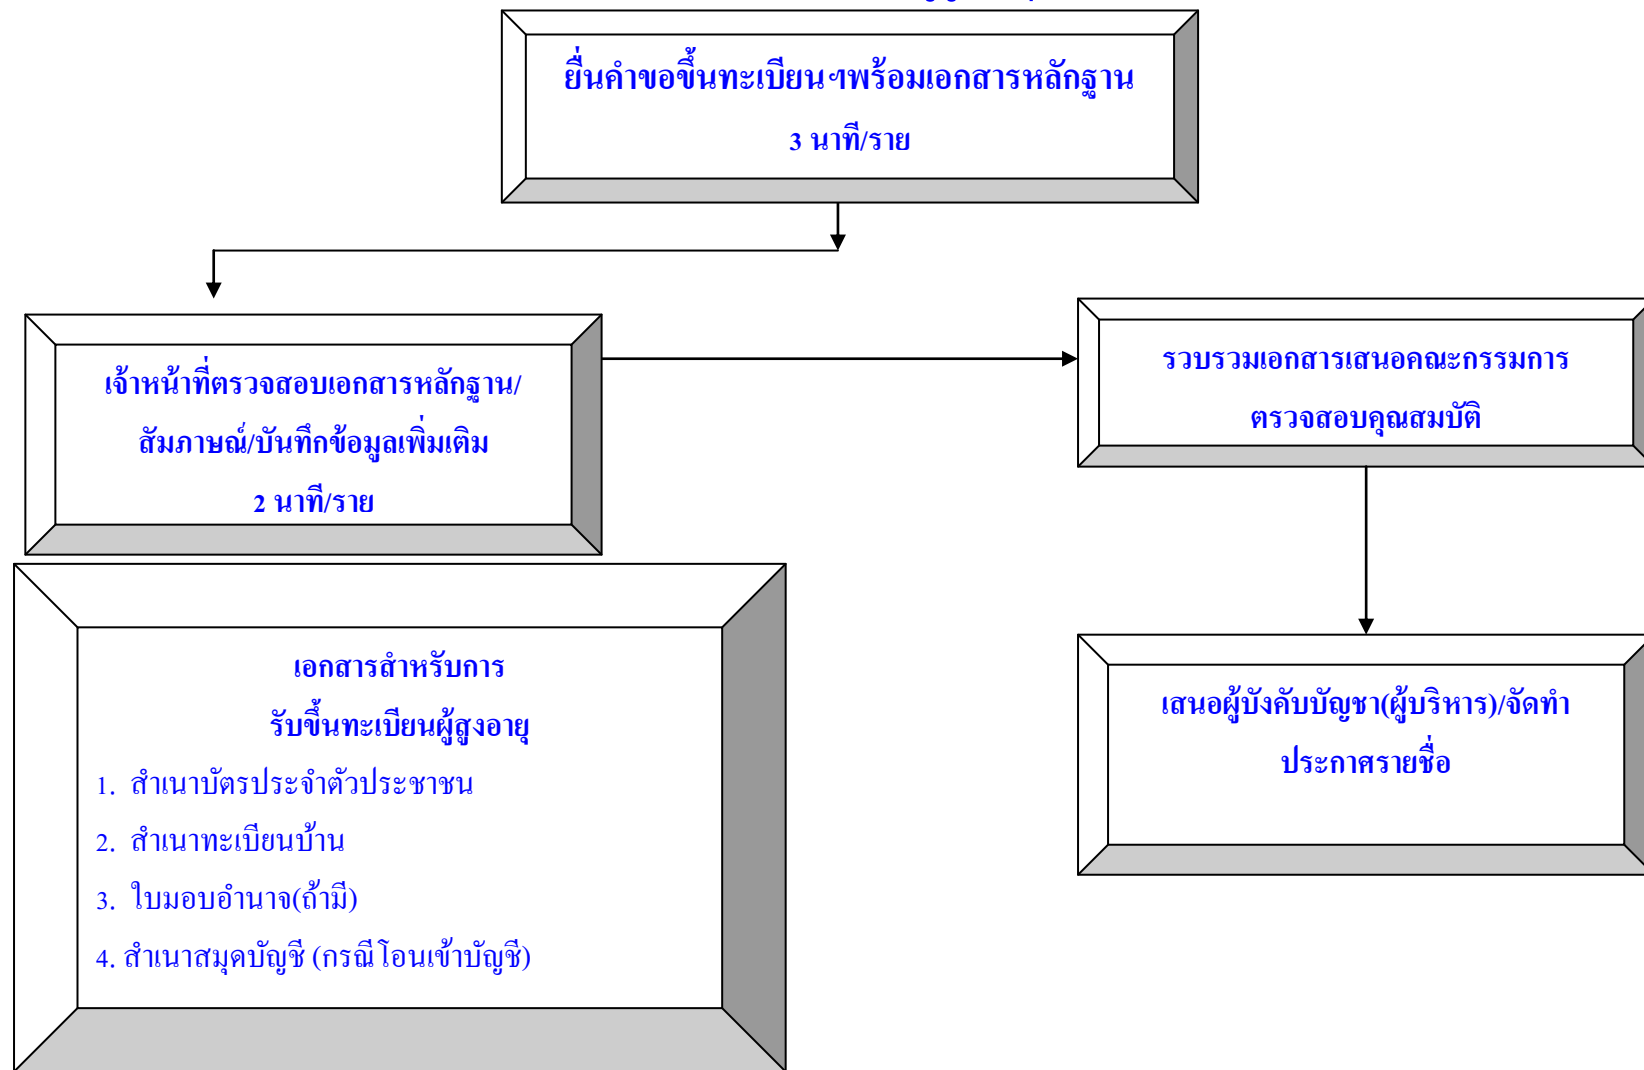 ยื่นคำขอขึ้นทะเบียนฯพร้อมเอกสารหลักฐาน
3 นาที/ราย
เจ้าหน้าที่ตรวจสอบเอกสารหลักฐาน/
สัมภาษณ์/บันทึกข้อมูลเพิ่มเติม
2 นาที/ราย
รวบรวมเอกสารเสนอคณะกรรมการ
ตรวจสอบคุณสมบัติ
เอกสารสำหรับการ
รับขึ้นทะเบียนผู้สูงอายุ
1. สำเนาบัตรประจำตัวประชาชน
2. สำเนาทะเบียนบ้าน
3. ใบมอบอำนาจ(ถ้ามี)
4. สำเนาสมุดบัญชี (กรณีโอนเข้าบัญชี)
เสนอผู้บังคับบัญชา(ผู้บริหาร)/จัดทำ
ประกาศรายชื่อ